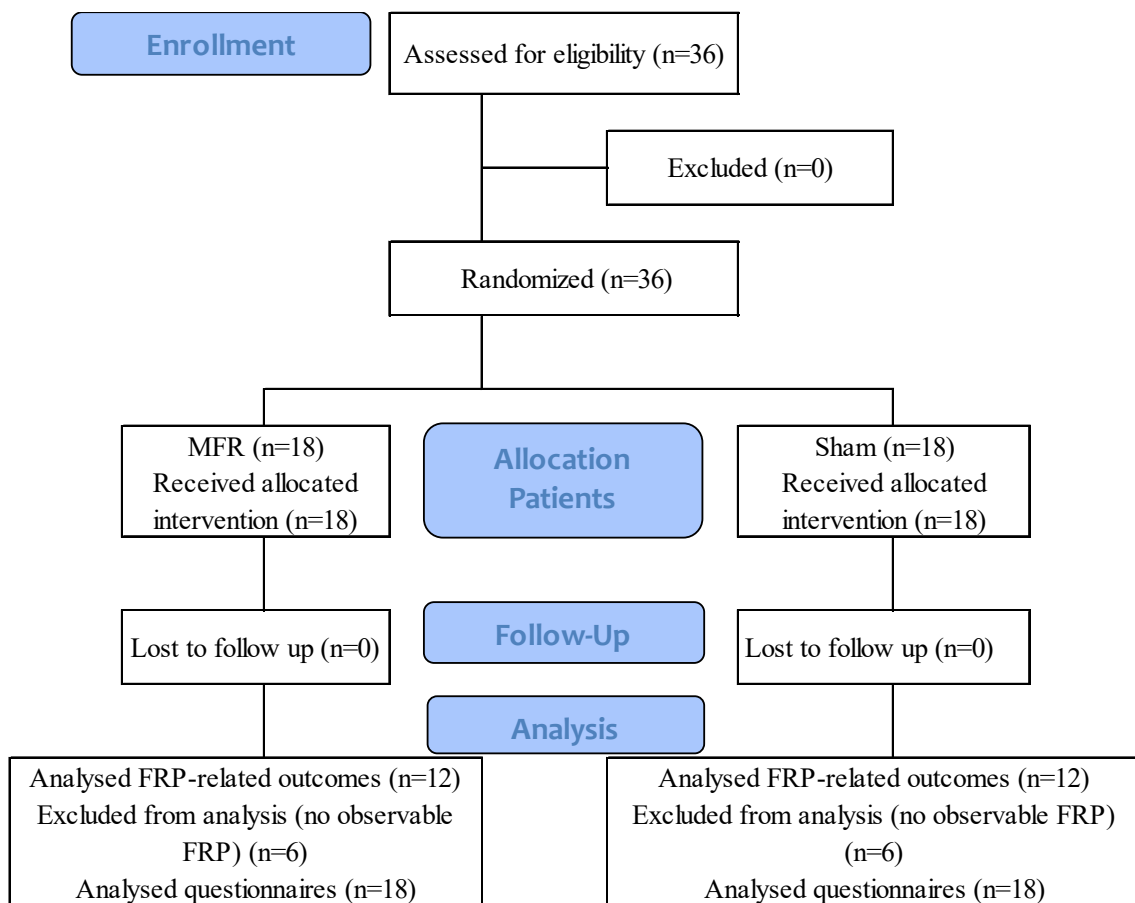 Enrollment
Assessed for eligibility (n=36)
Excluded (n=0)
Randomized (n=36)
MFR (n=18)
Received allocated
intervention (n=18)
Allocation
Patients
Sham (n=18)
Received allocated
intervention (n=18)
Lost to follow up (n=0)
Follow-Up
Lost to follow up (n=0)
Analysis
Analysed FRP-related outcomes (n=12)
Excluded from analysis (no observable
FRP) (n=6)
Analysed questionnaires (n=18)
Analysed FRP-related outcomes (n=12)
Excluded from analysis (no observable FRP)
(n=6)
Analysed questionnaires (n=18)